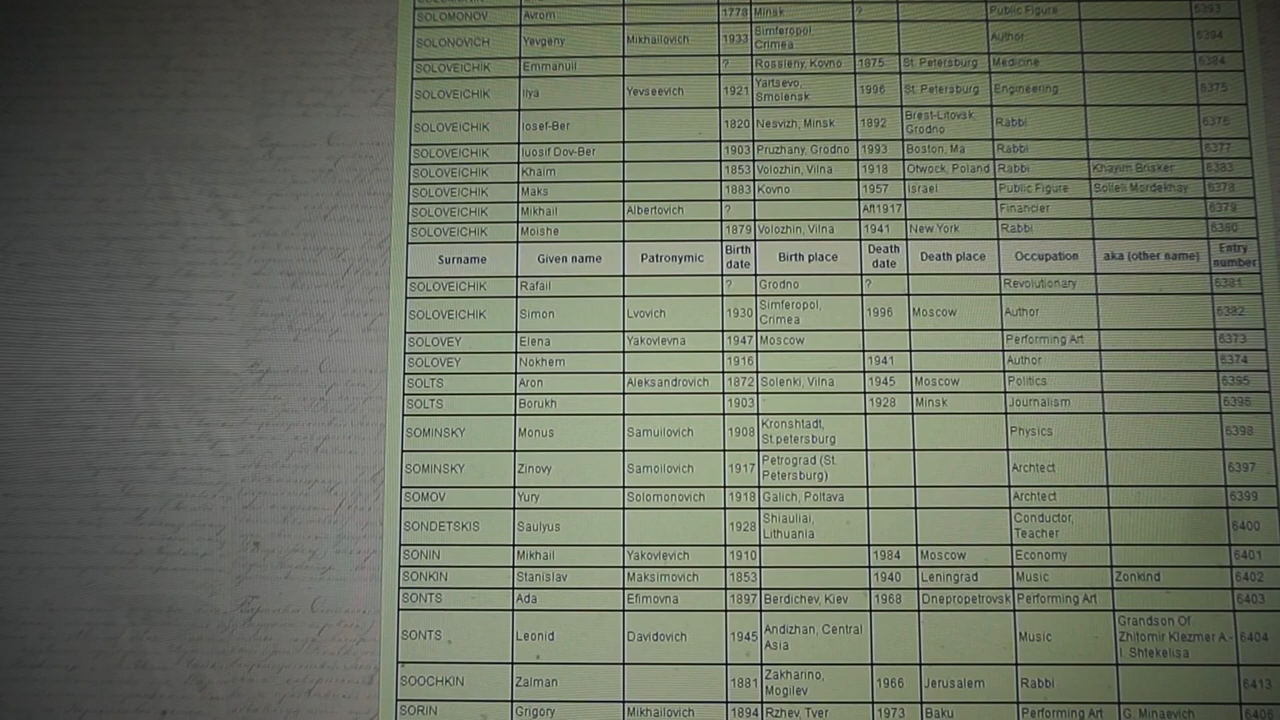 SOLOMONOV Avrom 1778 Minsk ? Public Figure 6393
SOLONOVICH Yevgeny Mikhailovich 1933 Simferopol, Crimea Author 6394
SOLOVEICHIK Emmanuil ? Rossieny, Kovno 1875 St. Petersburg Medicine 6384
SOLOVEICHIK Ilya Yevseevich 1921 Yartsevo, Smolensk 1996 St. Petersburg Engineering 6375
SOLOVEICHIK Iosef-Ber 1820 Nesvizh, Minsk 1892 Brest-Litovsk, Grodno Rabbi 6376
SOLOVEICHIK Iuosif Dov-Ber 1903 Pruzhany, Grodno 1993 Boston, Ma Rabbi 6377
SOLOVEICHIK Khaim 1853 Volozhin, Vilna 1918 Otwock, Poland Rabbi Khayim Brisker 6383
SOLOVEICHIK Maks 1883 Kovno 1957 Israel Public Figure Solieli Mordekhay 6378
SOLOVEICHIK Mikhail Albertovich ? Aft1917 Financier 6379
SOLOVEICHIK Moishe 1879 Volozhin, Vilna 1941 New York Rabbi 6380
Surname Given name Patronymic Birth date Birth place Death date Death place Occupation aka (other name) Entry number
SOLOVEICHIK Rafail ? Grodno ? Revolutionary 6381
SOLOVEICHIK Simon Lvovich 1930 Simferopol, Crimea 1996 Moscow Author 6382
SOLOVEY Elena Yakovlevna 1947 Moscow Performing Art 6373
SOLOVEY Nokhem 1916 1941 Author 6374
SOLTS Aron Aleksandrovich 1872 Solenki, Vilna 1945 Moscow Politics 6395
SOLTS Borukh 1903 1928 Minsk Journalism 6396
SOMINSKY Monus Samuilovich 1908 Kronshtadt, St.petersburg Physics 6398
SOMINSKY Zinovy Samoilovich 1917 Petrograd (St. Petersburg) Archtect 6397
SOMOV Yury Solomonovich 1918 Galich, Poltava Archtect 6399
SONDETSKIS Saulyus 1928 Shiauliai, Lithuania Conductor, Teacher 6400
SONIN Mikhail Yakovlevich 1910 1984 Moscow Economy 6401
SONKIN Stanislav Maksimovich 1853 1940 Leningrad Music Zonkind 6402
SONTS Ada Efimovna 1897 Berdichev, Kiev 1968 Dnepropetrovsk Performing Art 6403
SONTS Leonid Davidovich 1945 Andizhan, Central Asia Music Grandson Of Zhitomir Klezmer A.-I. Shtekelisa 6404
SOOCHKIN Zalman 1881 Zakharino, Mogilev 1966 Jerusalem Rabbi 6413
SORIN Grigory Mikhailovich 1894 Rzhev, Tver 1973 Baku Performing Art G. Minaevich